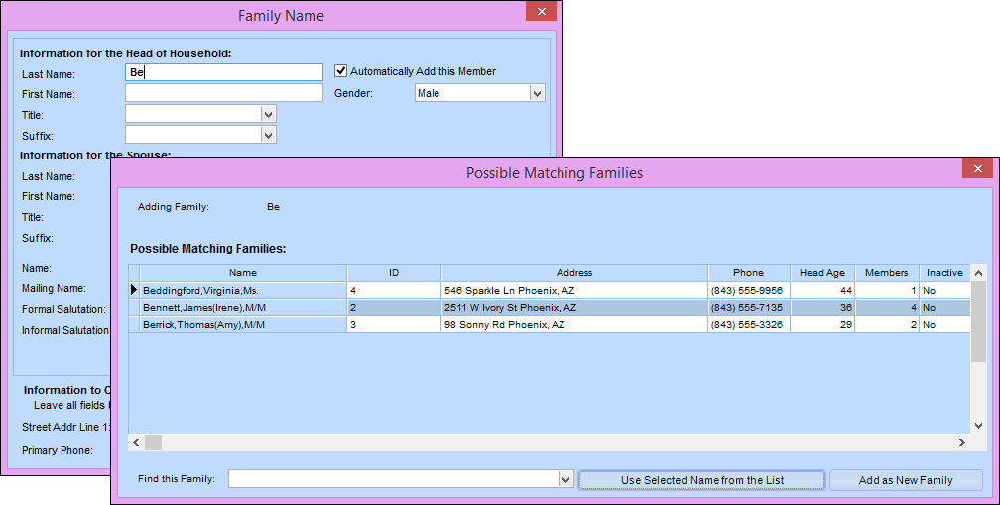 Family Name
Information for the Head of Household:
Last Name: Be Automatically Add this Member
First Name: Gender: Male
Title:
Suffix:
Information for the Spouse:
Last Name:
First Name:
Title:
Suffix:
Name:
Mailing Name:
Formal Salutation:
Informal Salutation
Information to C
Leave all fields
Street Addr Line 1:
Primary Phone:
Possible Matching Families
Adding Family: Be
Possible Matching Families:
Name ID Address Phone Head Age Members Inactive
Beddingford,Virginia,Ms. 4 546 Sparkle Ln Phoenix, AZ (843) 555-9956 44 1 No
Bennett,James(Irene),M/M 2 2511 W Ivory St Phoenix, AZ (843) 555-7135 36 4 No
Berrick,Thomas(Amy),M/M 3 98 Sonny Rd Phoenix, AZ (843) 555-3326 29 2 No
Find this Family: Use Selected Name from the List Add as New Family